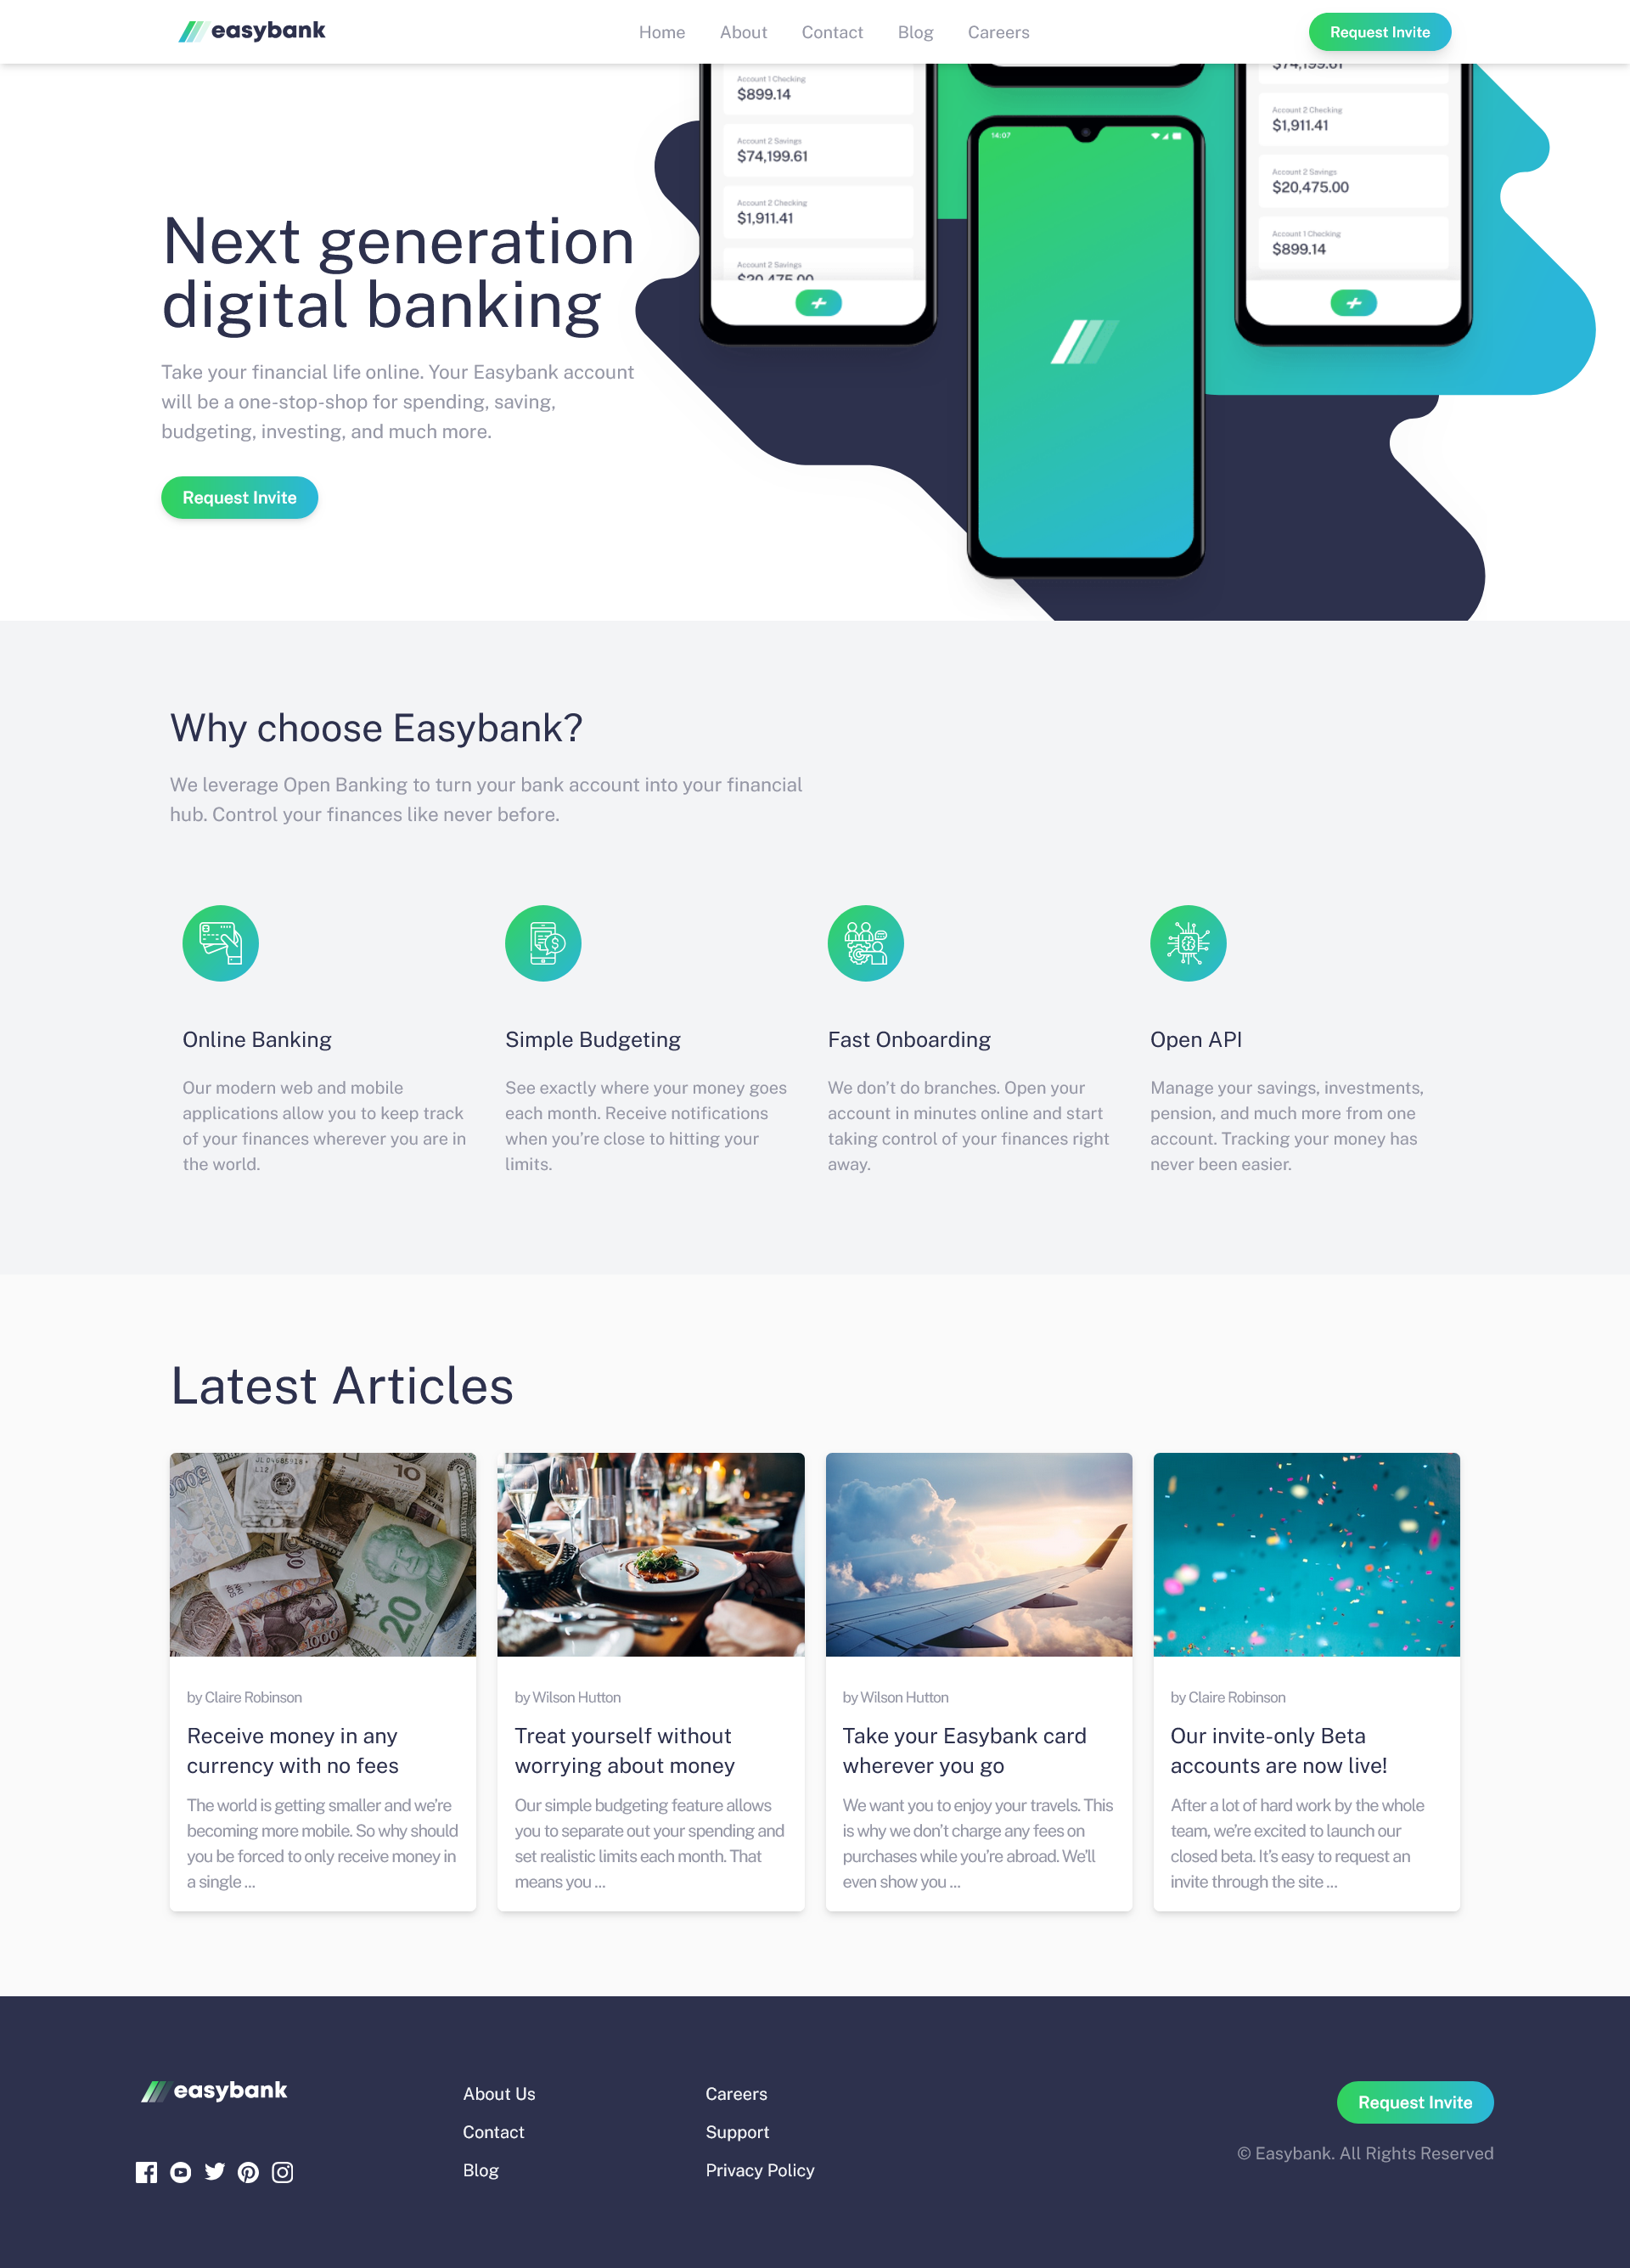 easybank
Home
About
Contact
Blog
Careers
Request Invite
Account 1 Checking
$899.14
Account 2 Savings
$74,199.61
Account 2 Checking
$1,911.41
Account 2 Savings
$20,475.00
14:07
$74,199.61
Account 2 Checking
$1,911.41
Account 2 Savings
$20,475.00
Account 1 Checking
$899.14
Next generation
digital banking
Take your financial life online. Your Easybank account
will be a one-stop-shop for spending, saving,
budgeting, investing, and much more.
Request Invite
Why choose Easybank?
We leverage Open Banking to turn your bank account into your financial
hub. Control your finances like never before.
Online Banking
Our modern web and mobile
applications allow you to keep track
of your finances wherever you are in
the world.
Simple Budgeting
See exactly where your money goes
each month. Receive notifications
when you’re close to hitting your
limits.
Fast Onboarding
We don’t do branches. Open your
account in minutes online and start
taking control of your finances right
away.
Open API
Manage your savings, investments,
pension, and much more from one
account. Tracking your money has
never been easier.
Latest Articles
10
20
1000
by Claire Robinson
Receive money in any
currency with no fees
The world is getting smaller and we’re
becoming more mobile. So why should
you be forced to only receive money in
a single ...
by Wilson Hutton
Treat yourself without
worrying about money
Our simple budgeting feature allows
you to separate out your spending and
set realistic limits each month. That
means you ...
by Wilson Hutton
Take your Easybank card
wherever you go
We want you to enjoy your travels. This
is why we don’t charge any fees on
purchases while you’re abroad. We’ll
even show you ...
by Claire Robinson
Our invite-only Beta
accounts are now live!
After a lot of hard work by the whole
team, we’re excited to launch our
closed beta. It’s easy to request an
invite through the site ...
easybank
About Us
Contact
Blog
Careers
Support
Privacy Policy
Request Invite
© Easybank. All Rights Reserved